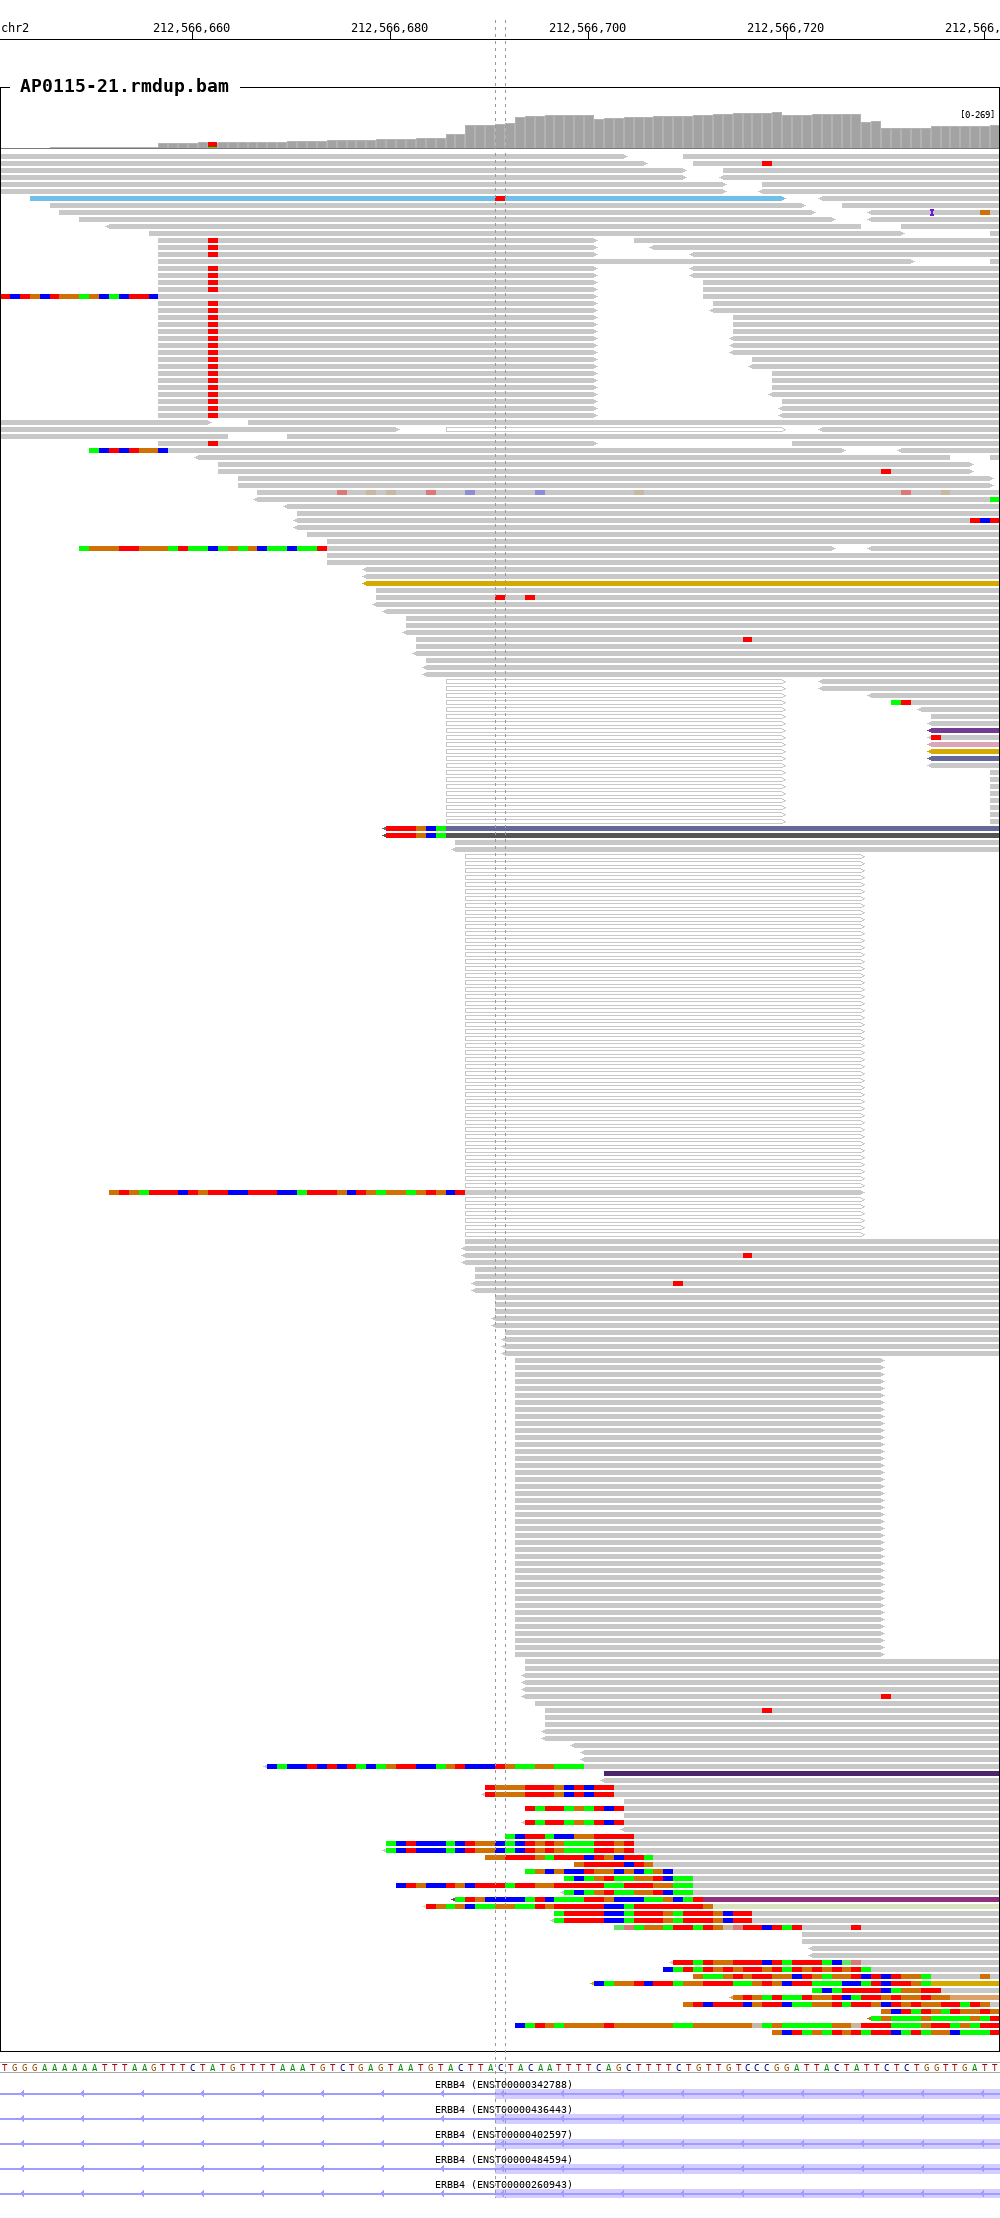 chr2 212,566,660 212,566,680 212,566,700 212,566,720 212,566,
AP0115-21.rmdup.bam
[0-269]
T G G G A A A A A A T T T A A G T T T C T A T G T T T T A A A T G T C T G A G T A A T G T A C T T A C T A C A A T T T T C A G C T T T T C T G T T G T C C C G G A T T A C T A T T C T C T G G T T G A T T
ERBB4 (ENST00000342788)
ERBB4 (ENST00000436443)
ERBB4 (ENST00000402597)
ERBB4 (ENST00000484594)
ERBB4 (ENST00000260943)